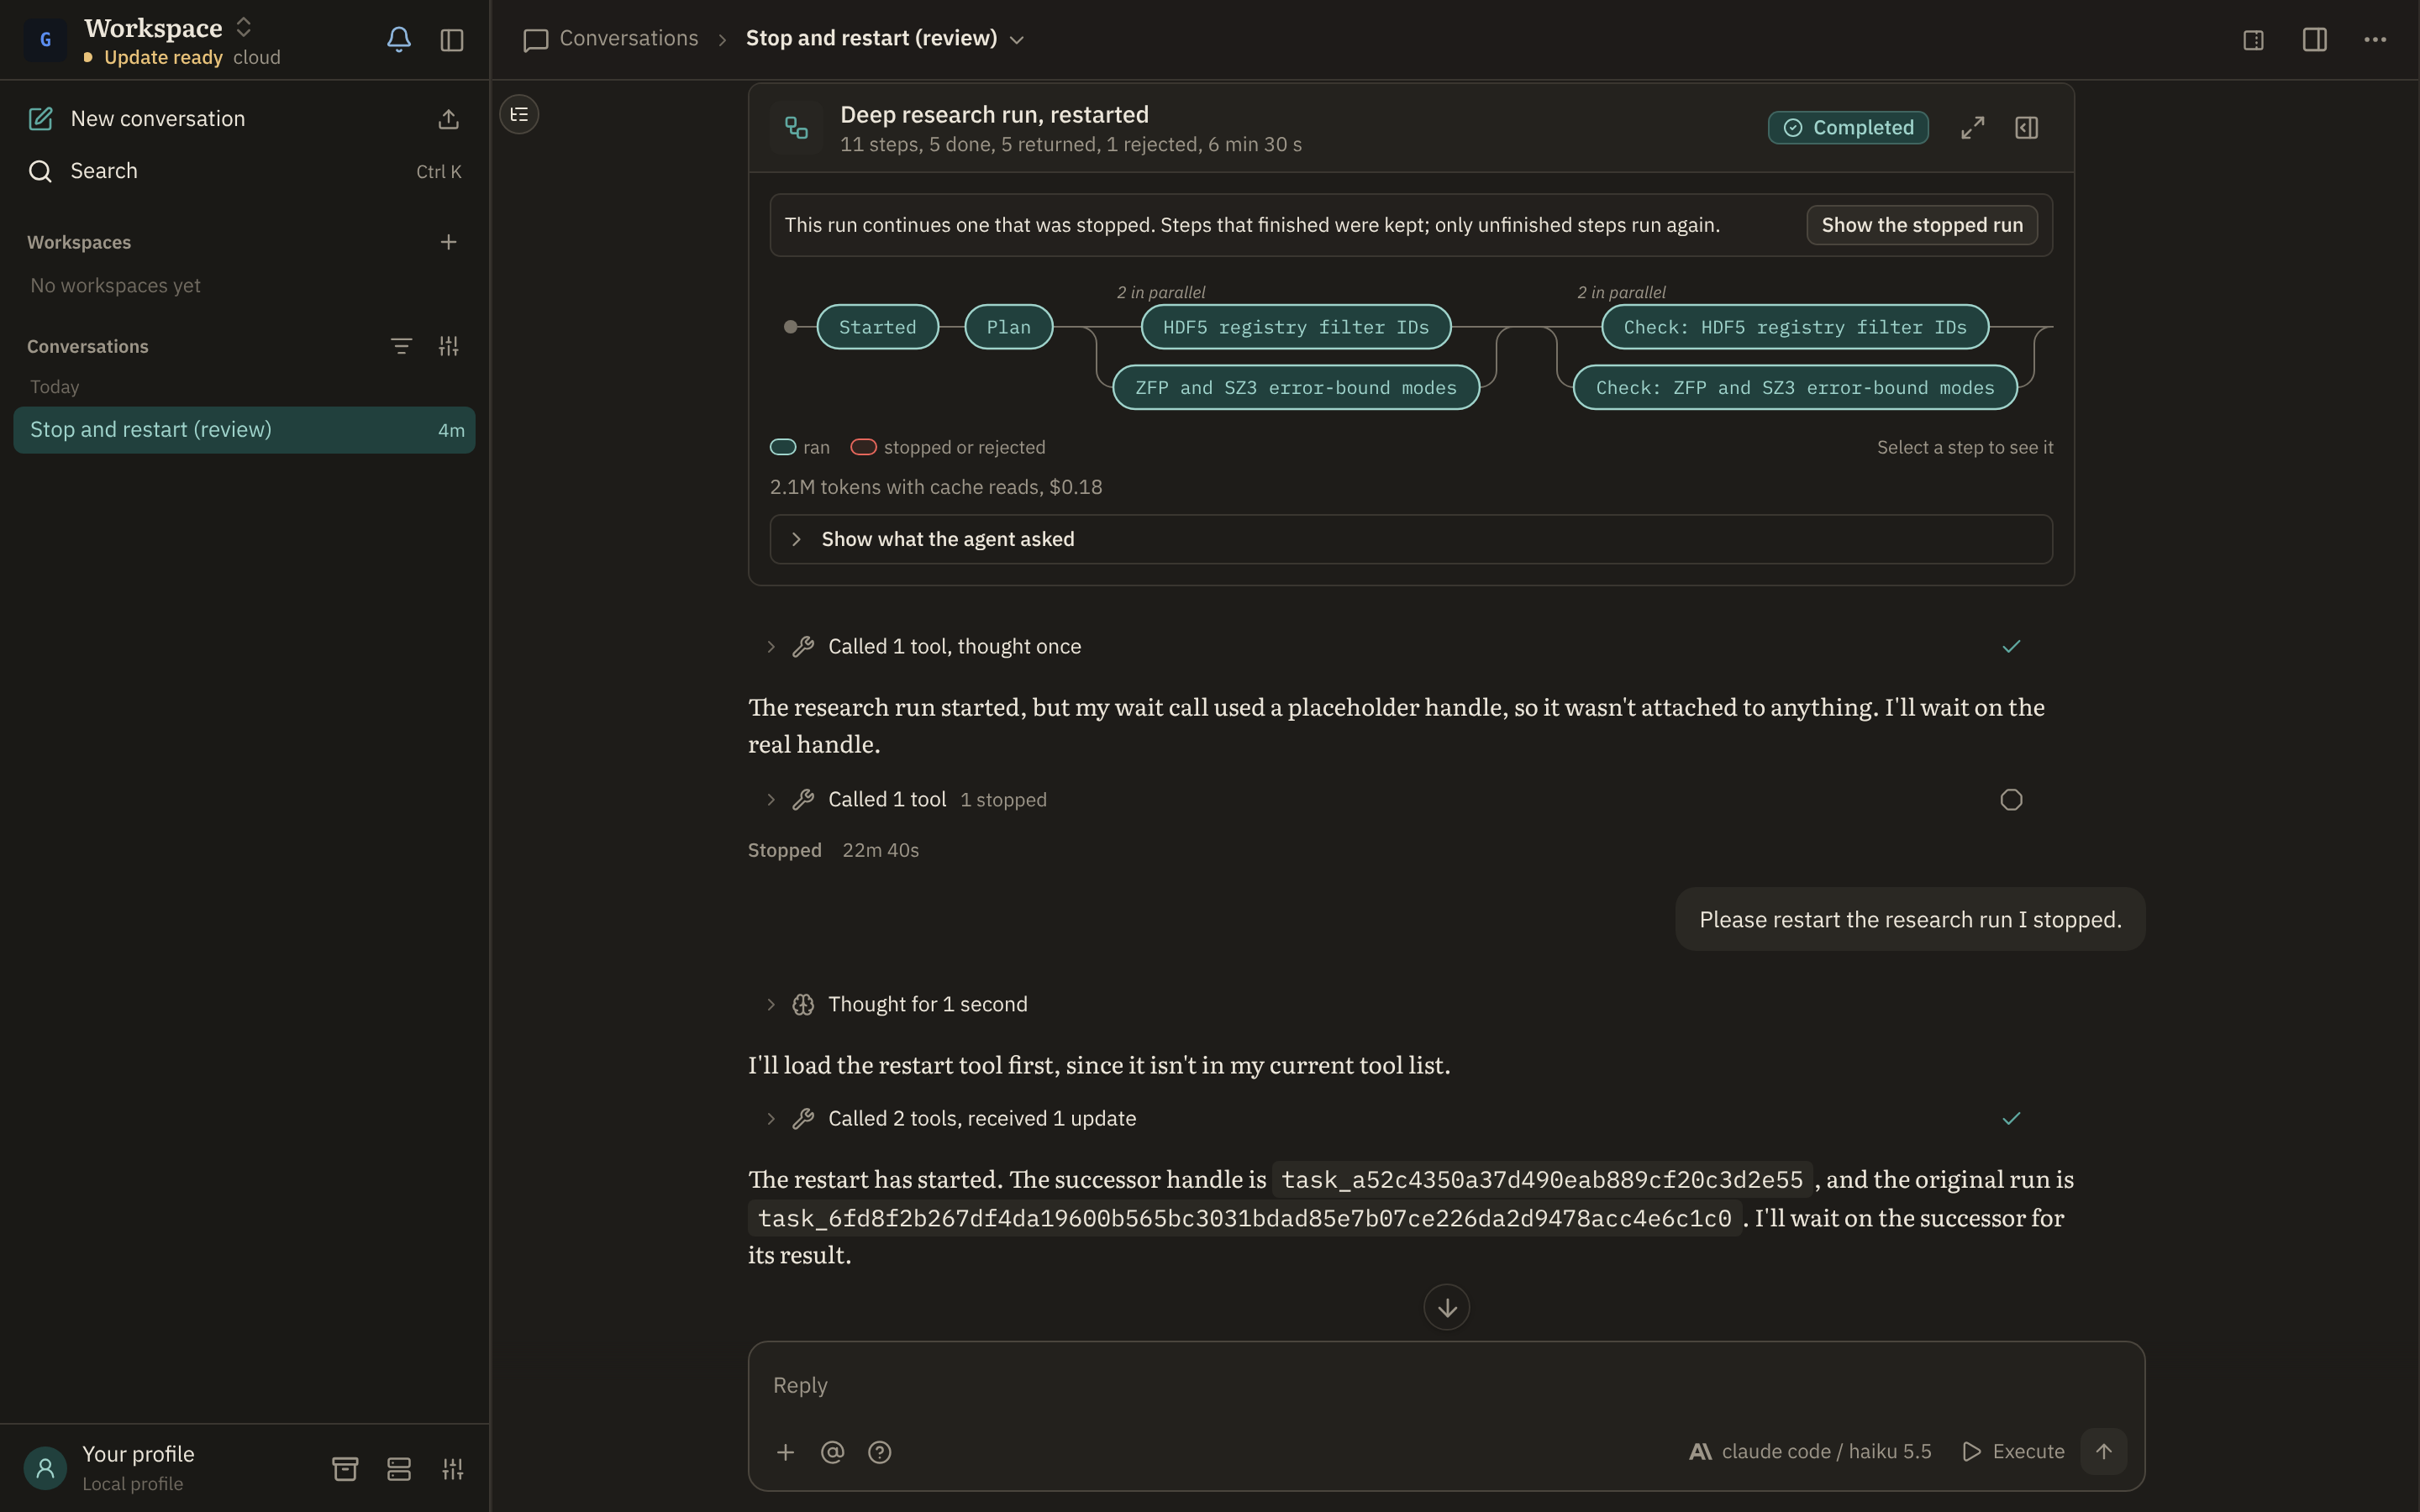 G
Workspace
Update ready cloud
New conversation
Search Ctrl K
Workspaces
No workspaces yet
Conversations
Today
Stop and restart (review) 4m
Your profile
Local profile
Conversations > Stop and restart (review)
Deep research run, restarted
11 steps, 5 done, 5 returned, 1 rejected, 6 min 30 s
Completed
This run continues one that was stopped. Steps that finished were kept; only unfinished steps run again.
Show the stopped run
2 in parallel 2 in parallel
Started Plan HDF5 registry filter IDs Check: HDF5 registry filter IDs
ZFP and SZ3 error-bound modes Check: ZFP and SZ3 error-bound modes
ran stopped or rejected Select a step to see it
2.1M tokens with cache reads, $0.18
Show what the agent asked
Called 1 tool, thought once
The research run started, but my wait call used a placeholder handle, so it wasn't attached to anything. I'll wait on the
real handle.
Called 1 tool 1 stopped
Stopped 22m 40s
Please restart the research run I stopped.
Thought for 1 second
I'll load the restart tool first, since it isn't in my current tool list.
Called 2 tools, received 1 update
The restart has started. The successor handle is task_a52c4350a37d490eab889cf20c3d2e55 , and the original run is
task_6fd8f2b267df4da19600b565bc3031bdad85e7b07ce226da2d9478acc4e6c1c0 . I'll wait on the successor for
its result.
Reply
claude code / haiku 5.5 Execute